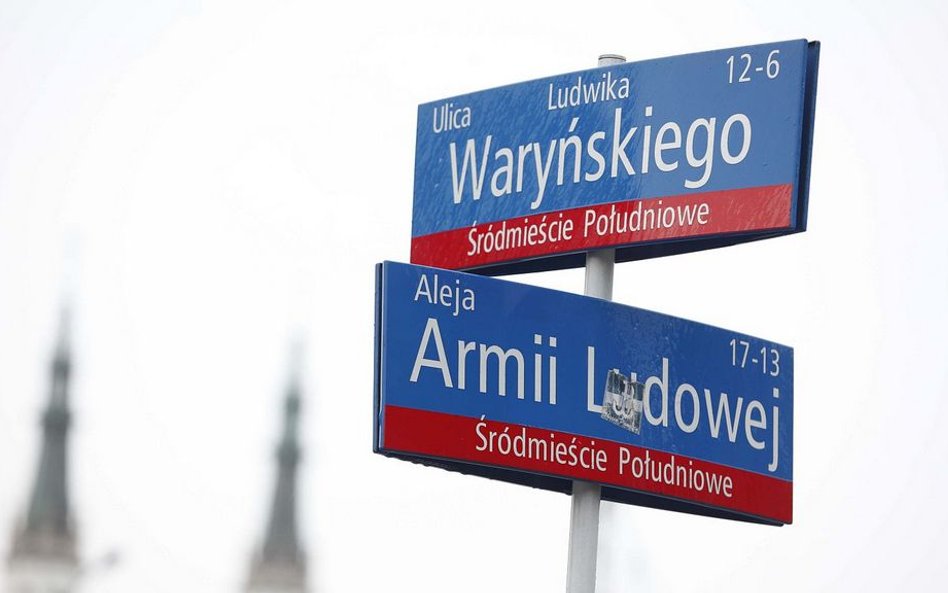 12-6
Ulica Ludwika
Waryńskiego
Śródmieście Południowe
Aleja
17-13
Armii Ludowej
Śródmieście Południowe